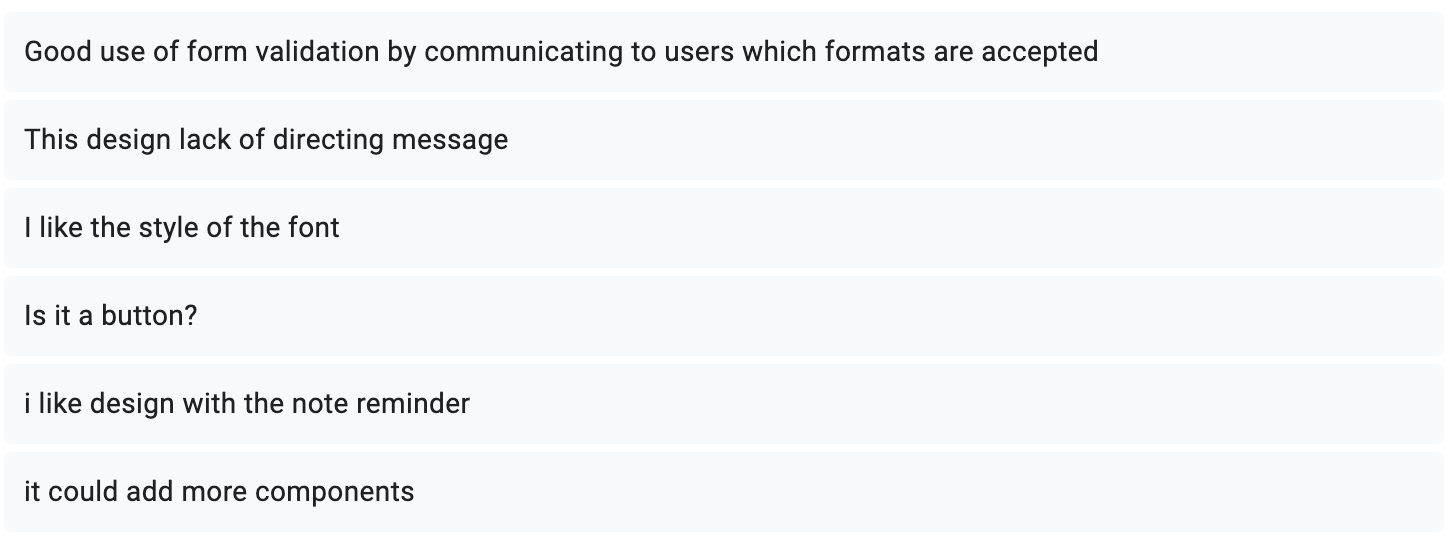 Good use of form validation by communicating to users which formats are accepted
This design lack of directing message
I like the style of the font
Is it a button?
i like design with the note reminder
it could add more components